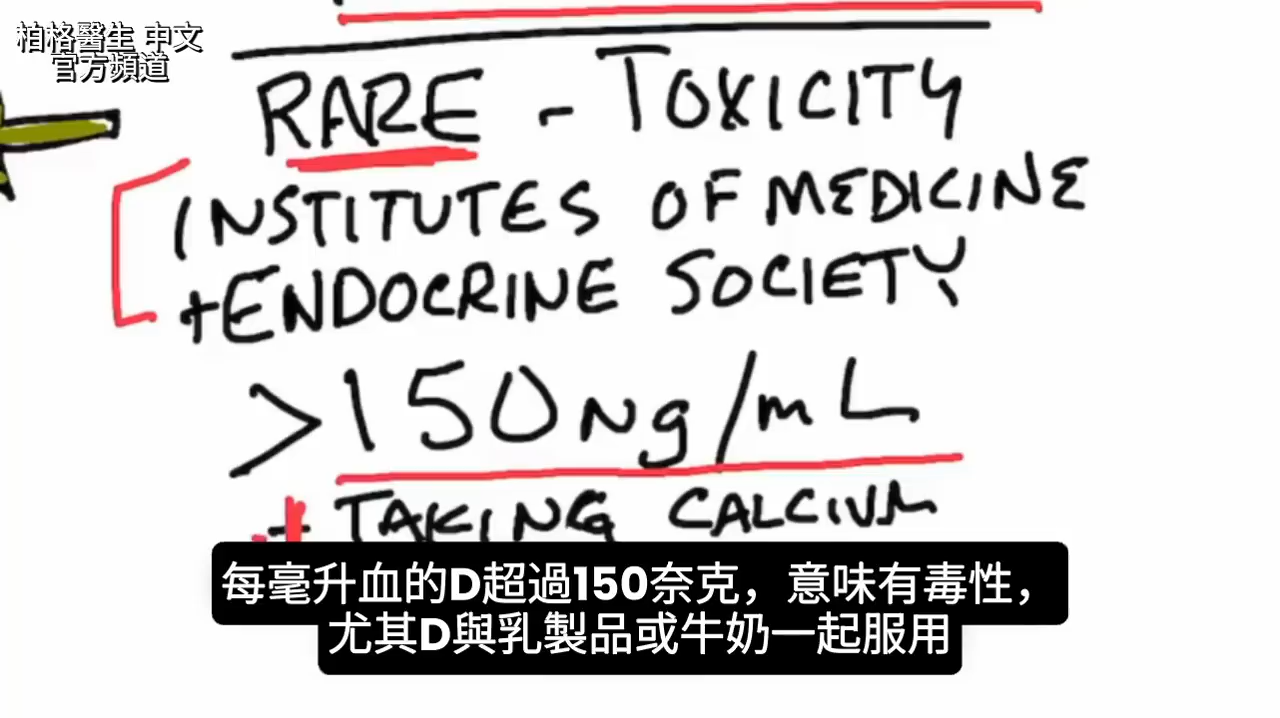 柏格醫生 中文
官方頻道
RARE - TOXICITY
INSTITUTES OF MEDICINE
+ENDOCRINE SOCIETY
>150ng/mL
+ TAKING CALCIUM
每毫升血的D超過150奈克，意味有毒性，
尤其D與乳製品或牛奶一起服用